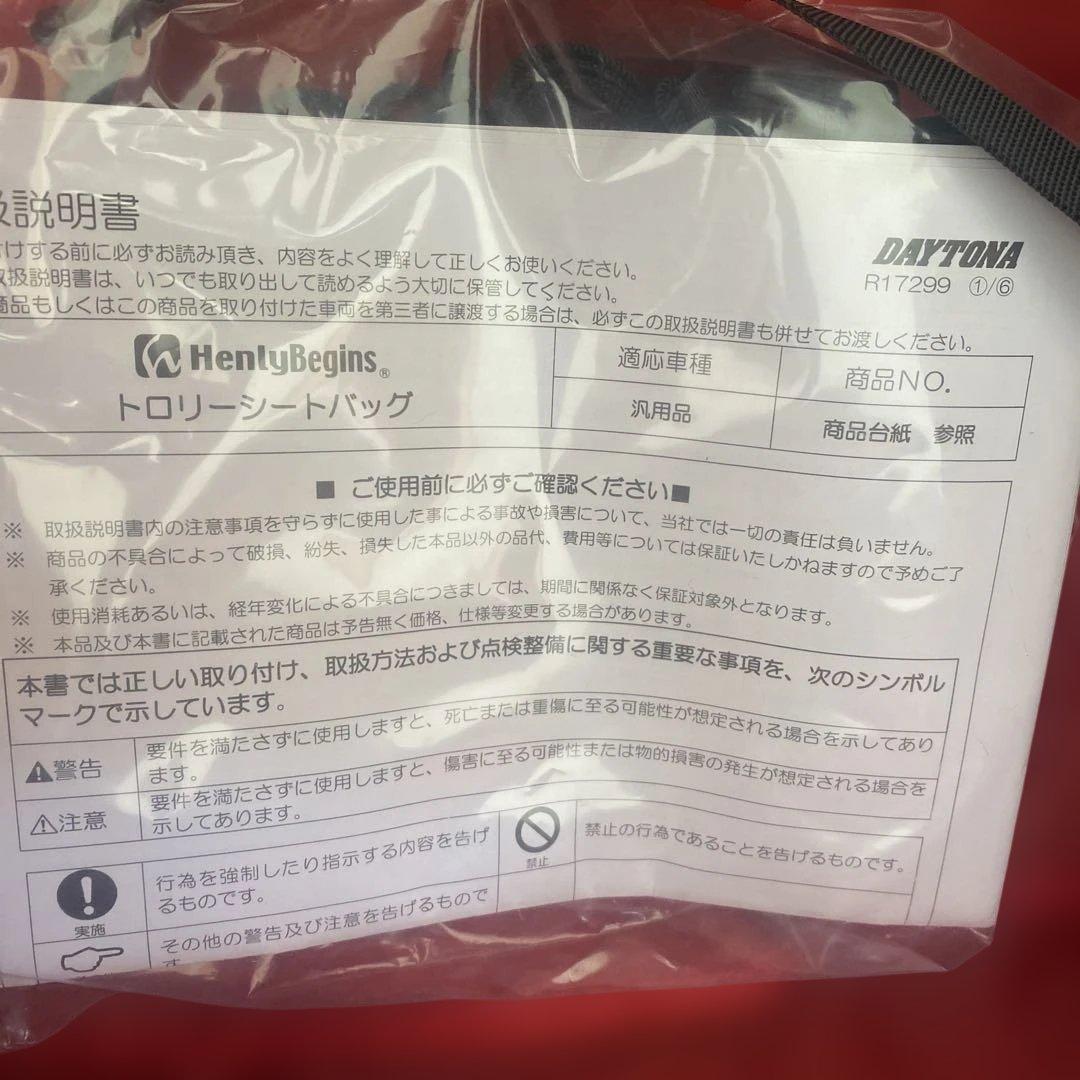 扱説明書
付けする前に必ずお読み頂き、内容をよく理解して正しくお使いください。
取扱説明書は、いつでも取り出して読めるよう大切に保管してください。
商品もしくはこの商品を取り付けた車両を第三者に譲渡する場合は、必ずこの取扱説明書も併せてお渡しください。
DAYTONA
R17299 ①/⑥
HenlyBegins®
トロリーシートバッグ
適応車種
商品NO.
汎用品
商品台紙 参照
■ ご使用前に必ずご確認ください■
※ 取扱説明書内の注意事項を守らずに使用した事による事故や損害について、当社では一切の責任は負いません。
※ 商品の不具合によって破損、紛失、損失した本品以外の品代、費用等については保証いたしかねますので予めご了
承ください。
※ 使用消耗あるいは、経年変化による不具合につきましては、期間に関係なく保証対象外となります。
※ 本品及び本書に記載された商品は予告無く価格、仕様等変更する場合があります。
本書では正しい取り付け、取扱方法および点検整備に関する重要な事項を、次のシンボル
マークで示しています。
警告
要件を満たさずに使用しますと、死亡または重傷に至る可能性が想定される場合を示してあり
ます。
注意
要件を満たさずに使用しますと、傷害に至る可能性または物的損害の発生が想定される場合を
示してあります。
実施
行為を強制したり指示する内容を告げ
るものです。
禁止
禁止の行為であることを告げるものです。
その他の警告及び注意を告げるもので
す